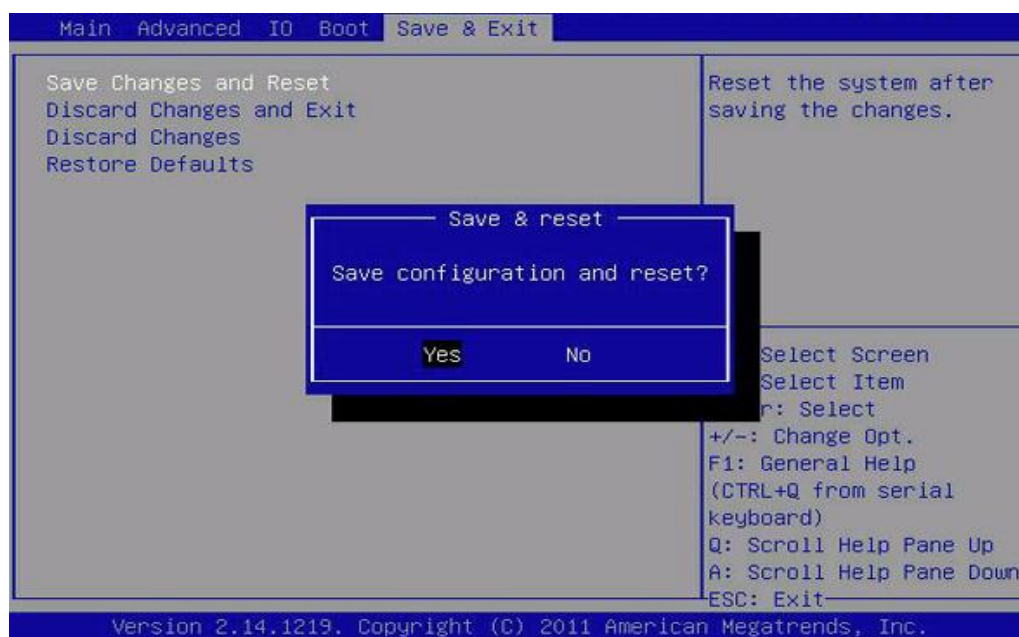 Main Advanced IO Boot Save & Exit
Save Changes and Reset
Discard Changes and Exit
Discard Changes
Restore Defaults
Reset the system after
saving the changes.
Save & reset
Save configuration and reset?
Yes No
Select Screen
Select Item
r: Select
+/-: Change Opt.
F1: General Help
(CTRL+Q from serial
keyboard)
Q: Scroll Help Pane Up
A: Scroll Help Pane Down
ESC: Exit
Version 2.14.1219. Copyright (C) 2011 American Megatrends, Inc.